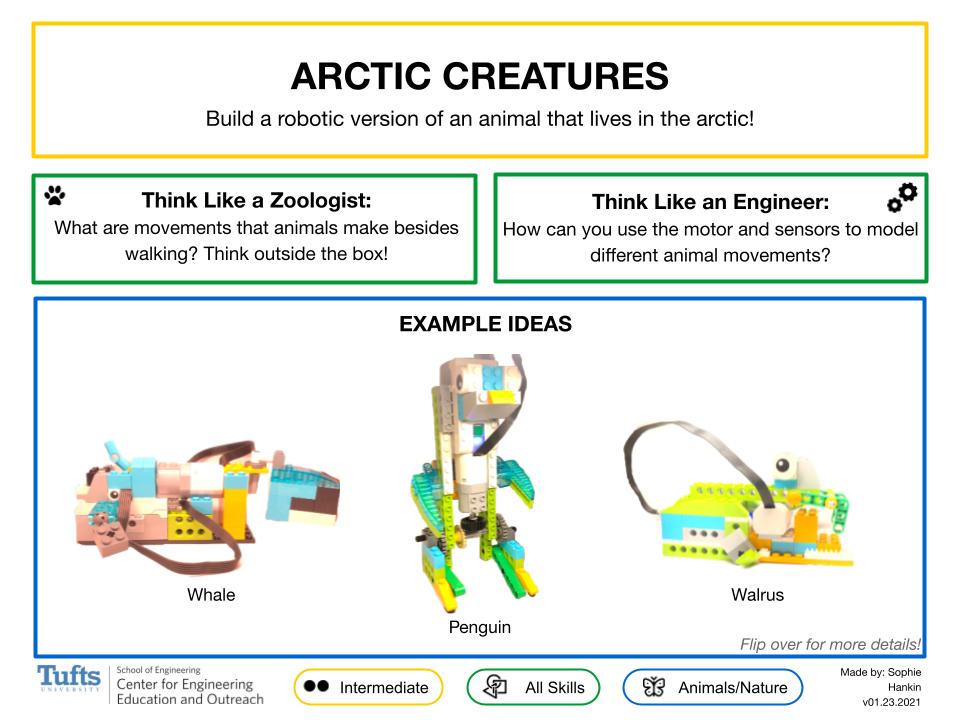 ARCTIC CREATURES
Build a robotic version of an animal that lives in the arctic!
Think Like a Zoologist:
What are movements that animals make besides
walking? Think outside the box!
Think Like an Engineer:
How can you use the motor and sensors to model
different animal movements?
EXAMPLE IDEAS
Whale
Penguin
Walrus
Flip over for more details!
Tufts
UNIVERSITY
School of Engineering
Center for Engineering
Education and Outreach
Intermediate
All Skills
Animals/Nature
Made by: Sophie
Hankin
v01.23.2021